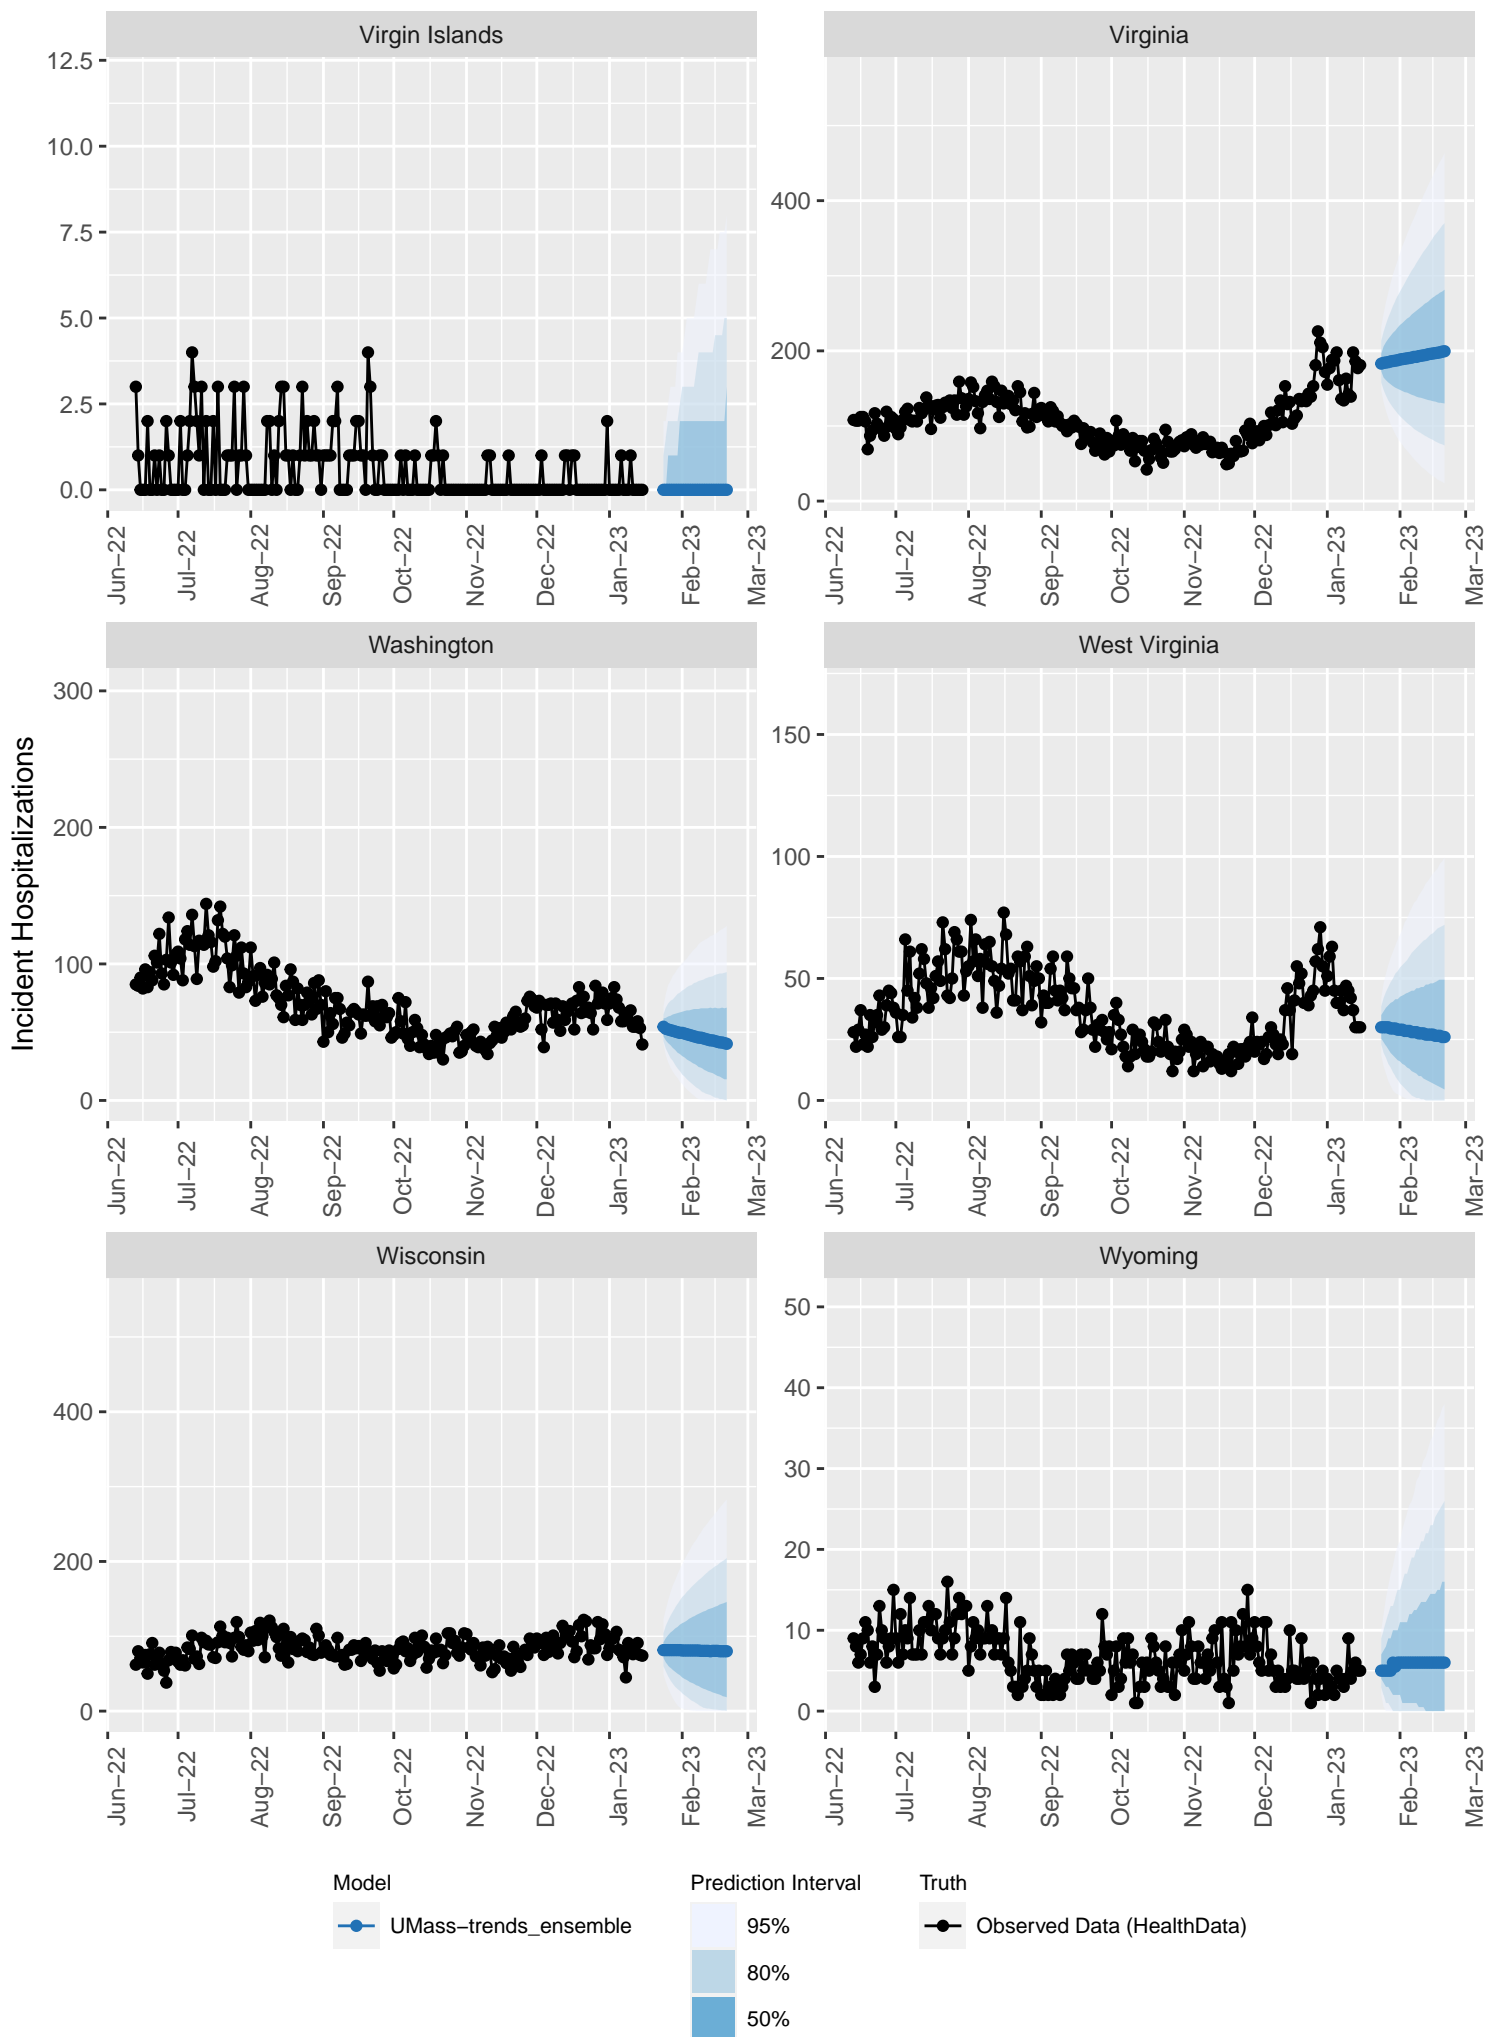 Virgin Islands
Virginia
12.5
10.0
7.5
5.0
2.5
0.0
400
200
0
Jun−22
Jul−22
Aug−22
Sep−22
Oct−22
Nov−22
Dec−22
Jan−23
Feb−23
Mar−23
Jun−22
Jul−22
Aug−22
Sep−22
Oct−22
Nov−22
Dec−22
Jan−23
Feb−23
Mar−23
Incident Hospitalizations
Washington
West Virginia
300
200
100
0
150
100
50
0
Jun−22
Jul−22
Aug−22
Sep−22
Oct−22
Nov−22
Dec−22
Jan−23
Feb−23
Mar−23
Jun−22
Jul−22
Aug−22
Sep−22
Oct−22
Nov−22
Dec−22
Jan−23
Feb−23
Mar−23
Wisconsin
Wyoming
400
200
0
50
40
30
20
10
0
Jun−22
Jul−22
Aug−22
Sep−22
Oct−22
Nov−22
Dec−22
Jan−23
Feb−23
Mar−23
Jun−22
Jul−22
Aug−22
Sep−22
Oct−22
Nov−22
Dec−22
Jan−23
Feb−23
Mar−23
Model
UMass−trends_ensemble
Prediction Interval
95%
80%
50%
Truth
Observed Data (HealthData)